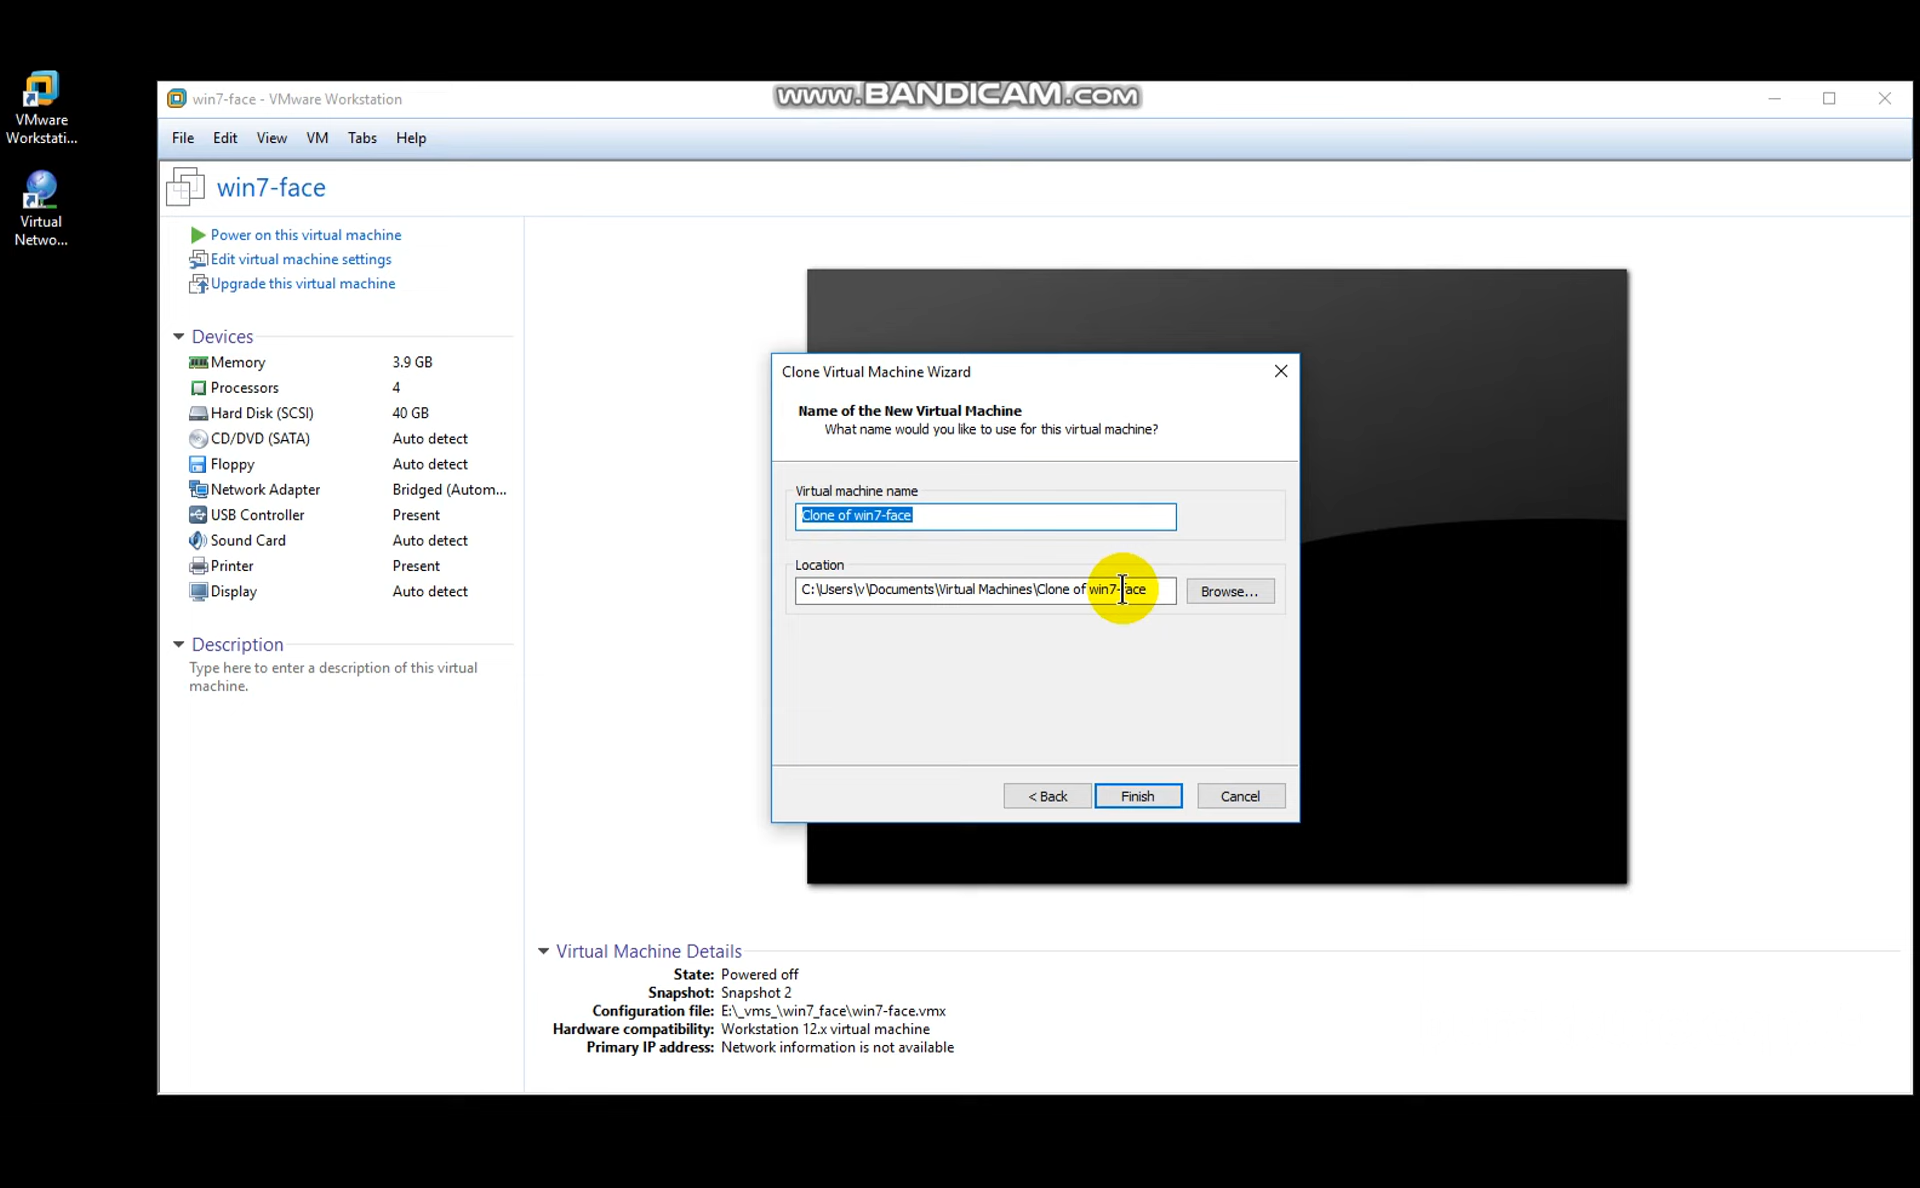 VMware
Workstati...
Virtual
Netwo...
win7-face - VMware Workstation
www.BANDICAM.com
File Edit View VM Tabs Help
win7-face
Power on this virtual machine
Edit virtual machine settings
Upgrade this virtual machine
Devices
Memory 3.9 GB
Processors 4
Hard Disk (SCSI) 40 GB
CD/DVD (SATA) Auto detect
Floppy Auto detect
Network Adapter Bridged (Autom...
USB Controller Present
Sound Card Auto detect
Printer Present
Display Auto detect
Description
Type here to enter a description of this virtual
machine.
Clone Virtual Machine Wizard
Name of the New Virtual Machine
What name would you like to use for this virtual machine?
Virtual machine name
Clone of win7-face
Location
C:\Users\v\Documents\Virtual Machines\Clone of win7-face
Browse...
< Back Finish Cancel
Virtual Machine Details
State: Powered off
Snapshot: Snapshot 2
Configuration file: E:\_vms_\win7_face\win7-face.vmx
Hardware compatibility: Workstation 12.x virtual machine
Primary IP address: Network information is not available